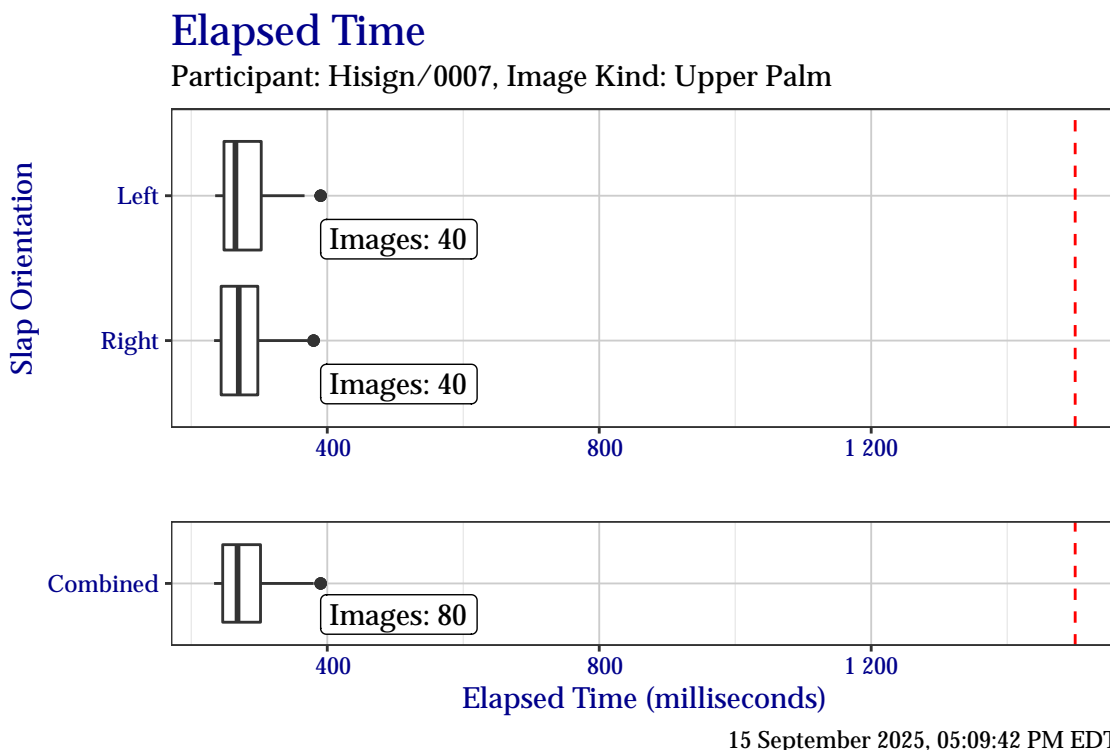 Elapsed Time
Participant: Hisign/0007, Image Kind: Upper Palm
Slap Orientation
Left
Images: 40
Right
Images: 40
400 800 1 200
Combined
Images: 80
400 800 1 200
Elapsed Time (milliseconds)
15 September 2025, 05:09:42 PM EDT